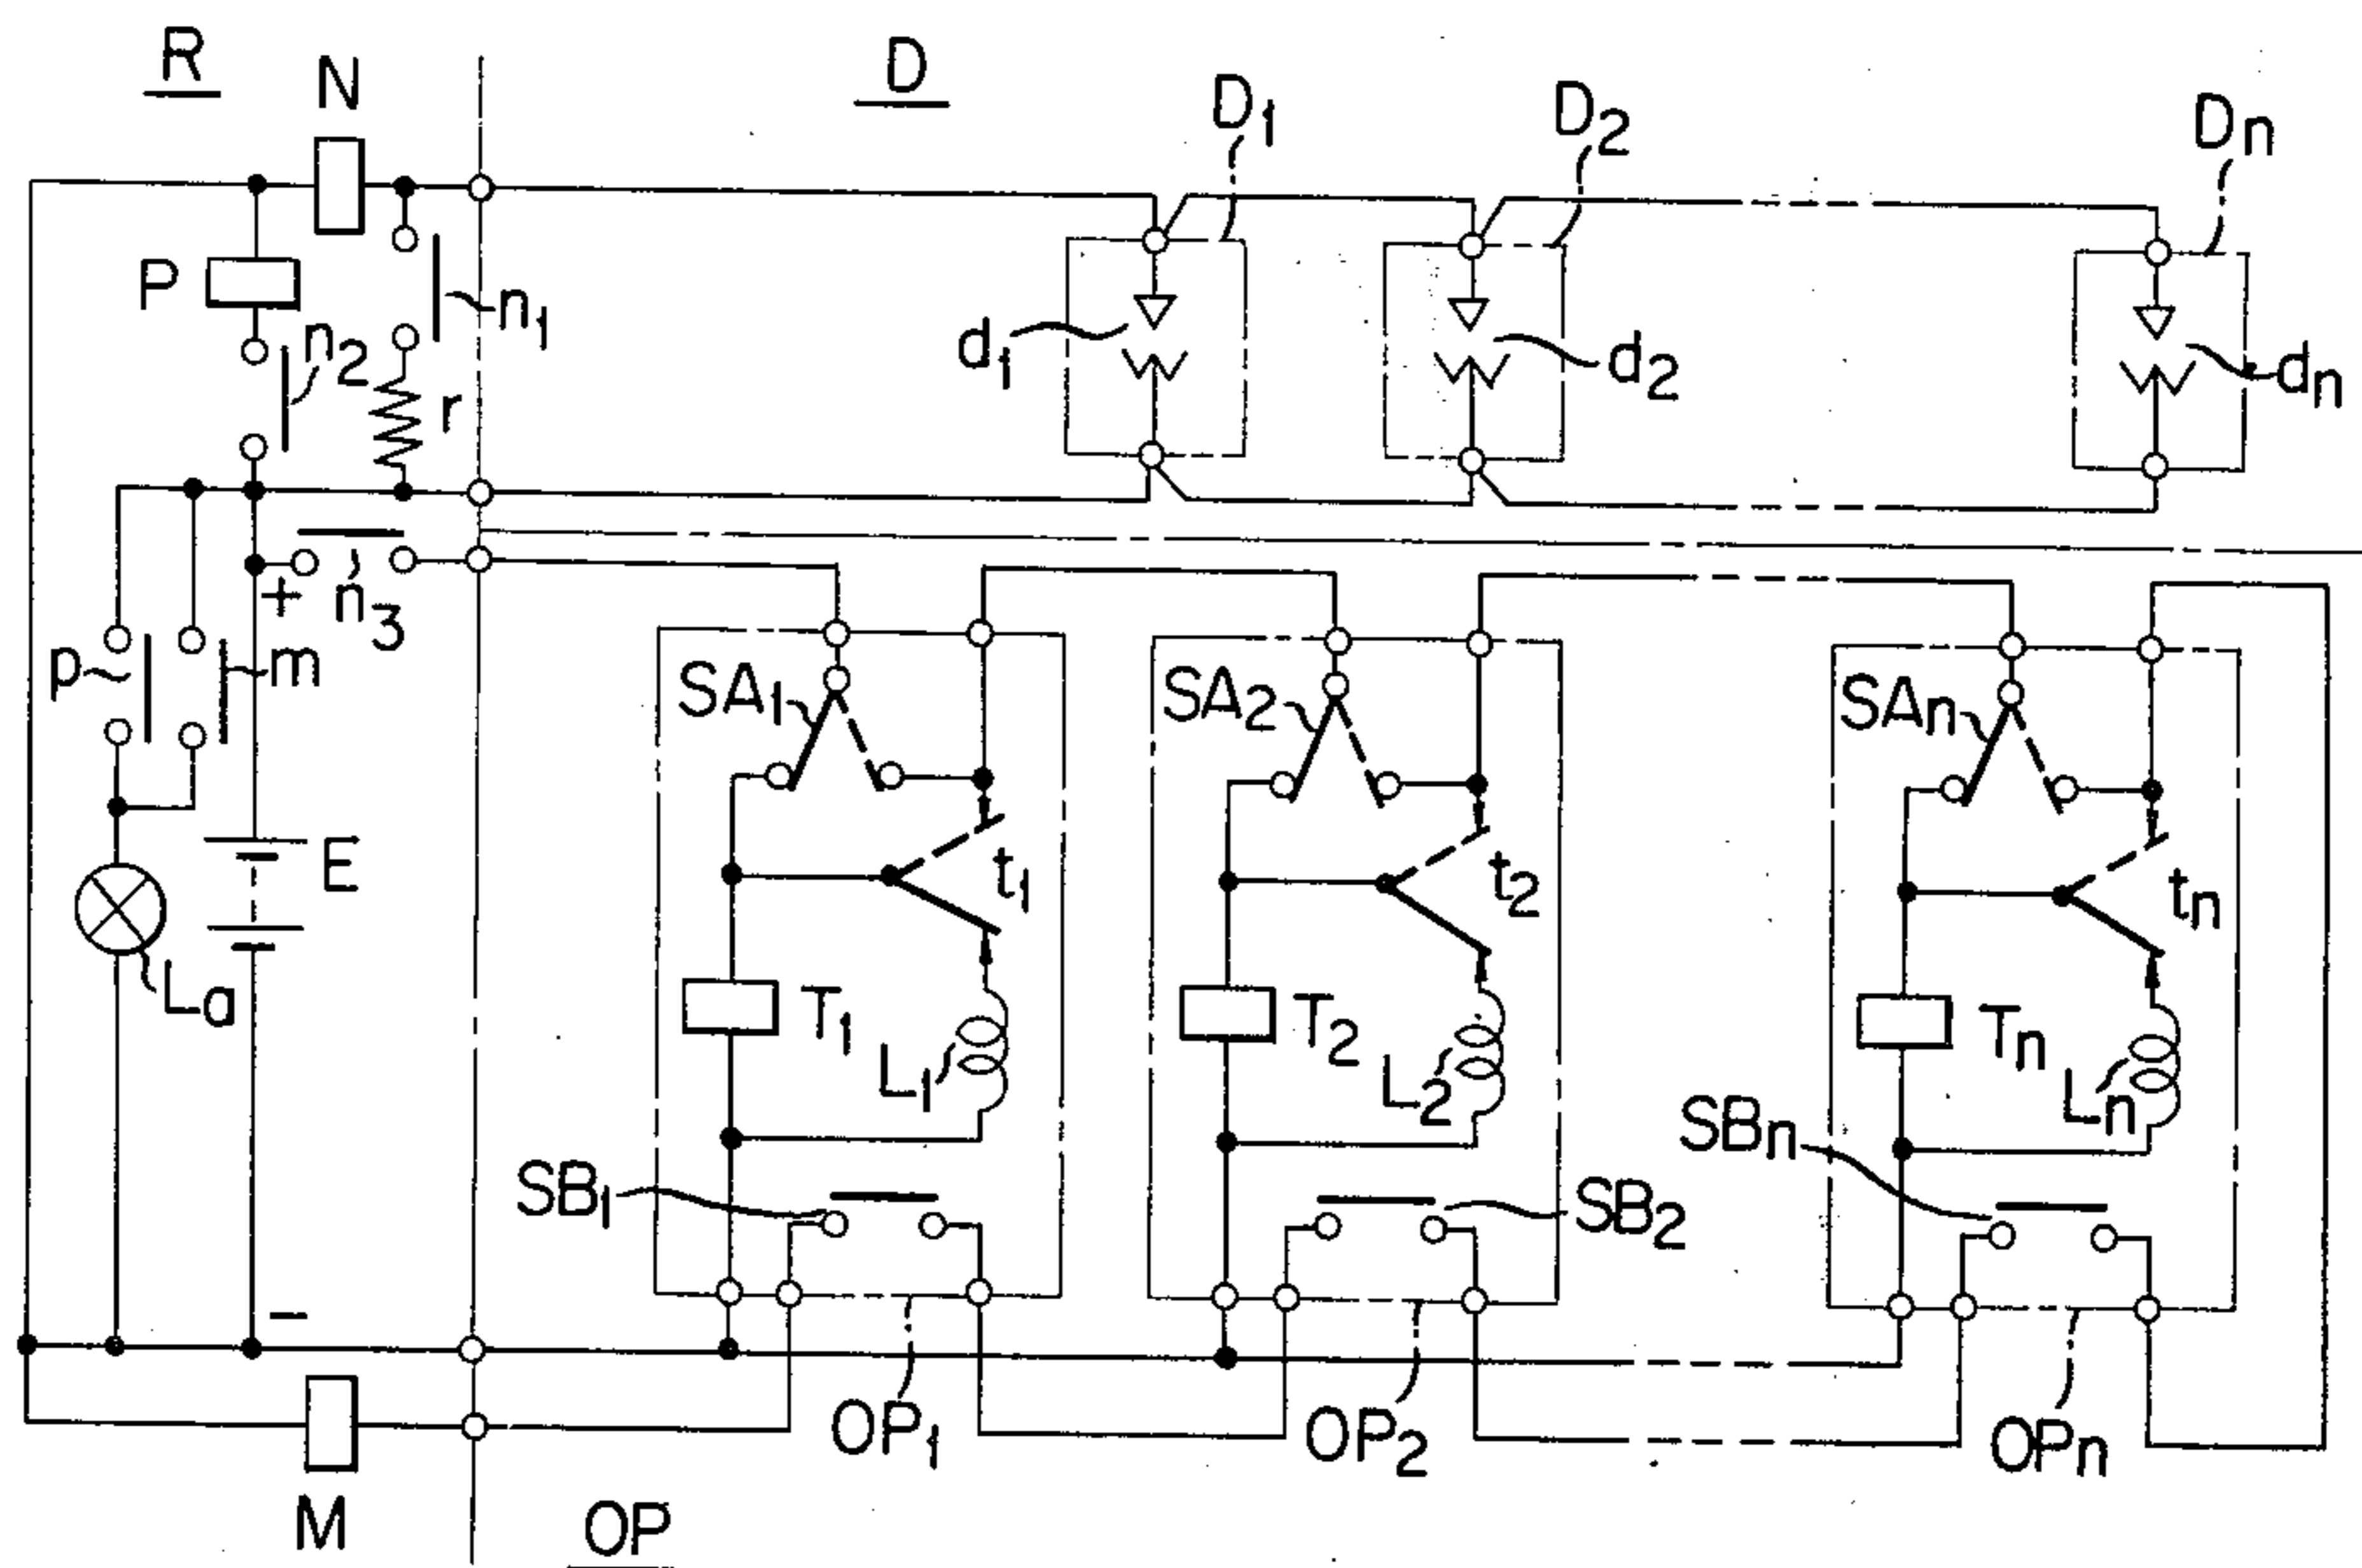 R
N
D
D1
D2
Dn
P
n2
n1
r
d1
d2
dn
+
n3
p
m
E
La
SA1
SA2
SAn
t1
t2
tn
T1
L1
T2
L2
Tn
Ln
SB1
SB2
SBn
−
OP1
OP2
OPn
M
OP